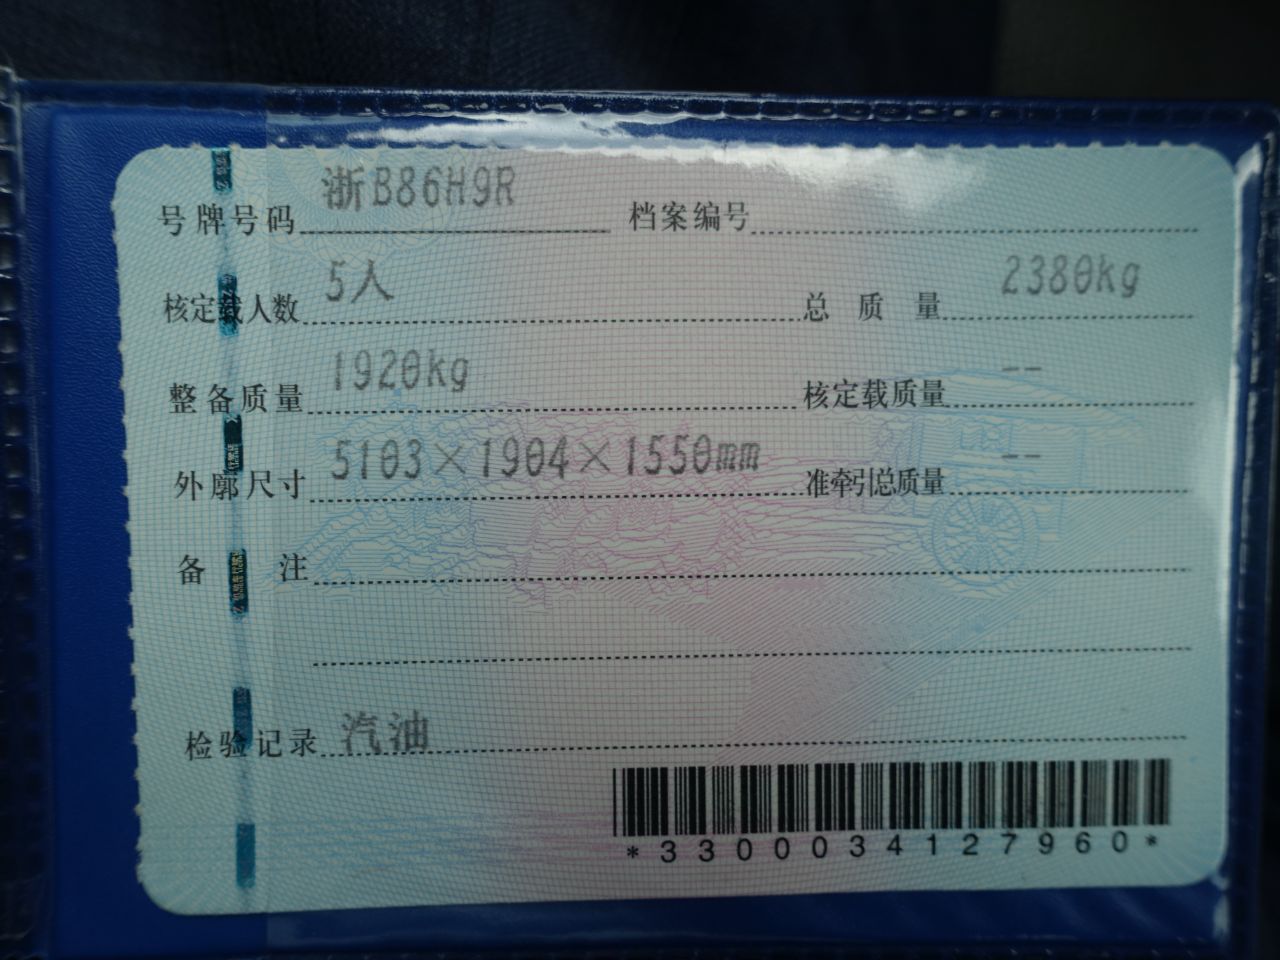 号牌号码 浙B86H9R 档案编号
核定载人数 5人 总质量 2380kg
整备质量 1920kg 核定载质量 --
外廓尺寸 5103×1904×1550mm 准牵引总质量 --
备注
检验记录 汽油
*3300034127960*